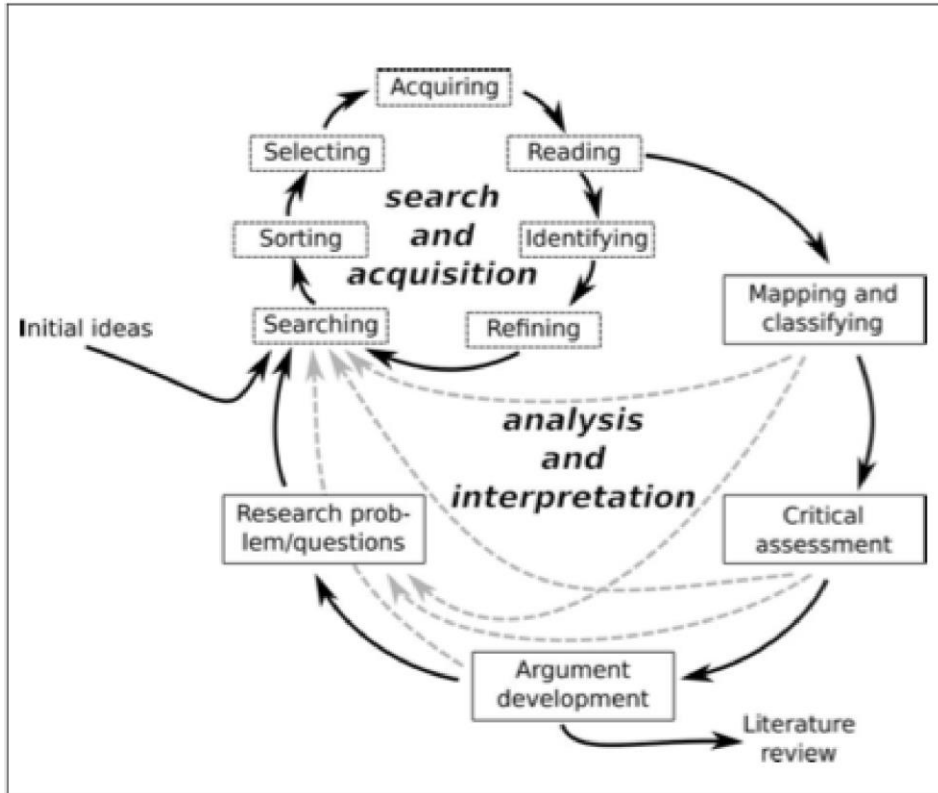 Acquiring
Selecting
Reading
search
and
acquisition
Sorting
Identifying
Mapping and
classifying
Initial ideas
Searching
Refining
analysis
and
interpretation
Research prob-
lem/questions
Critical
assessment
Argument
development
Literature
review